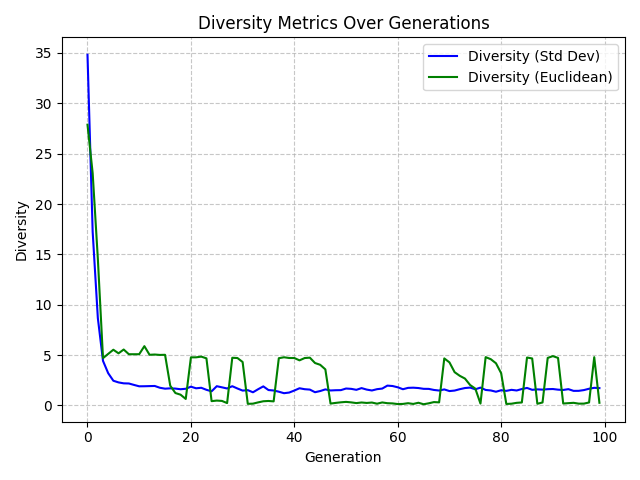 Diversity Metrics Over Generations
Diversity (Std Dev)
Diversity (Euclidean)
Diversity
35
30
25
20
15
10
5
0
0 20 40 60 80 100
Generation